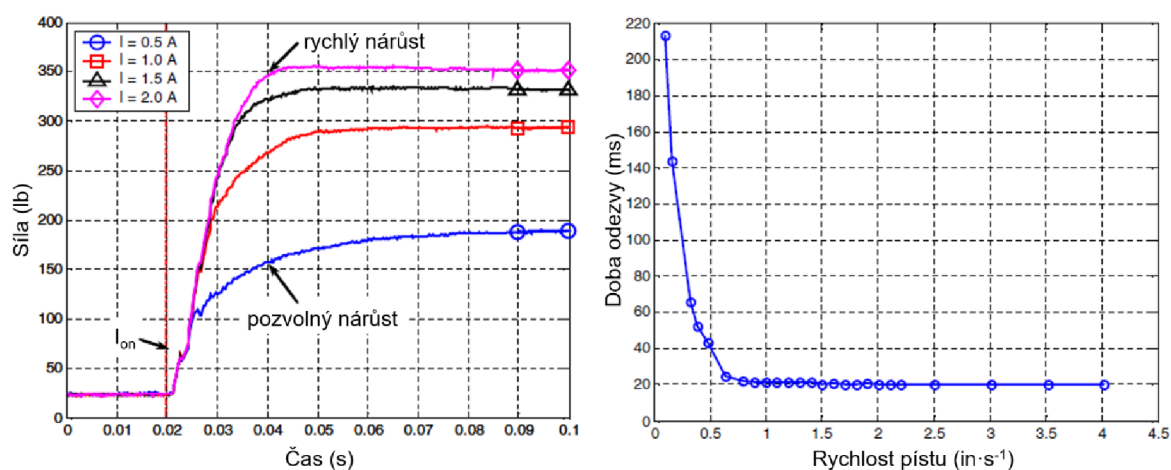 400
350
300
250
200
150
100
50
0
I = 0.5 A
I = 1.0 A
I = 1.5 A
I = 2.0 A
rychlý nárůst
pozvolný nárůst
Ion
Síla (lb)
0 0.01 0.02 0.03 0.04 0.05 0.06 0.07 0.08 0.09 0.1
Čas (s)
220
200
180
160
140
120
100
80
60
40
20
0
Doba odezvy (ms)
0 0.5 1 1.5 2 2.5 3 3.5 4 4.5
Rychlost pístu (in·s⁻¹)